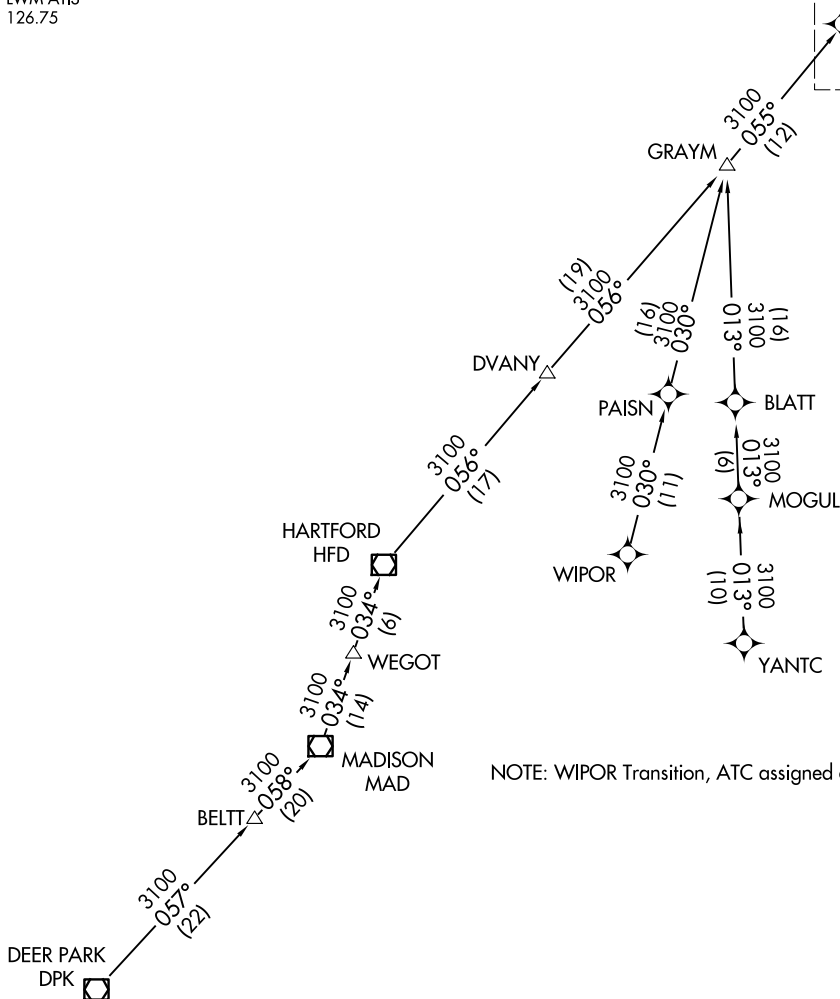 126.75
3100
055°
(12)
GRAYM
(19)
3100
056°
(16)
3100
030°
(16)
3100
013°
DVANY
PAISN
BLATT
3100
056°
(17)
3100
030°
(11)
3100
013°
(6)
MOGUL
HARTFORD
HFD
WIPOR
3100
013°
(10)
3100
034°
(6)
WEGOT
YANTC
3100
034°
(14)
MADISON
MAD
NOTE: WIPOR Transition, ATC assigned
3100
058°
(20)
BELTT
3100
057°
(22)
DEER PARK
DPK